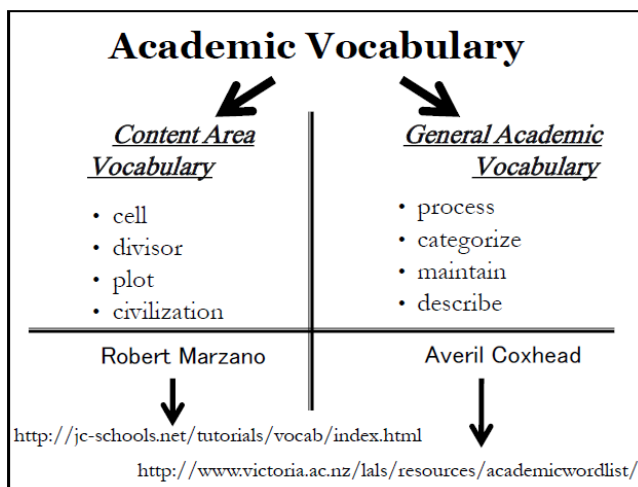 Academic Vocabulary
Content Area
Vocabulary
• cell
• divisor
• plot
• civilization
General Academic
Vocabulary
• process
• categorize
• maintain
• describe
Robert Marzano
Averil Coxhead
http://jc-schools.net/tutorials/vocab/index.html
http://www.victoria.ac.nz/lals/resources/academicwordlist/